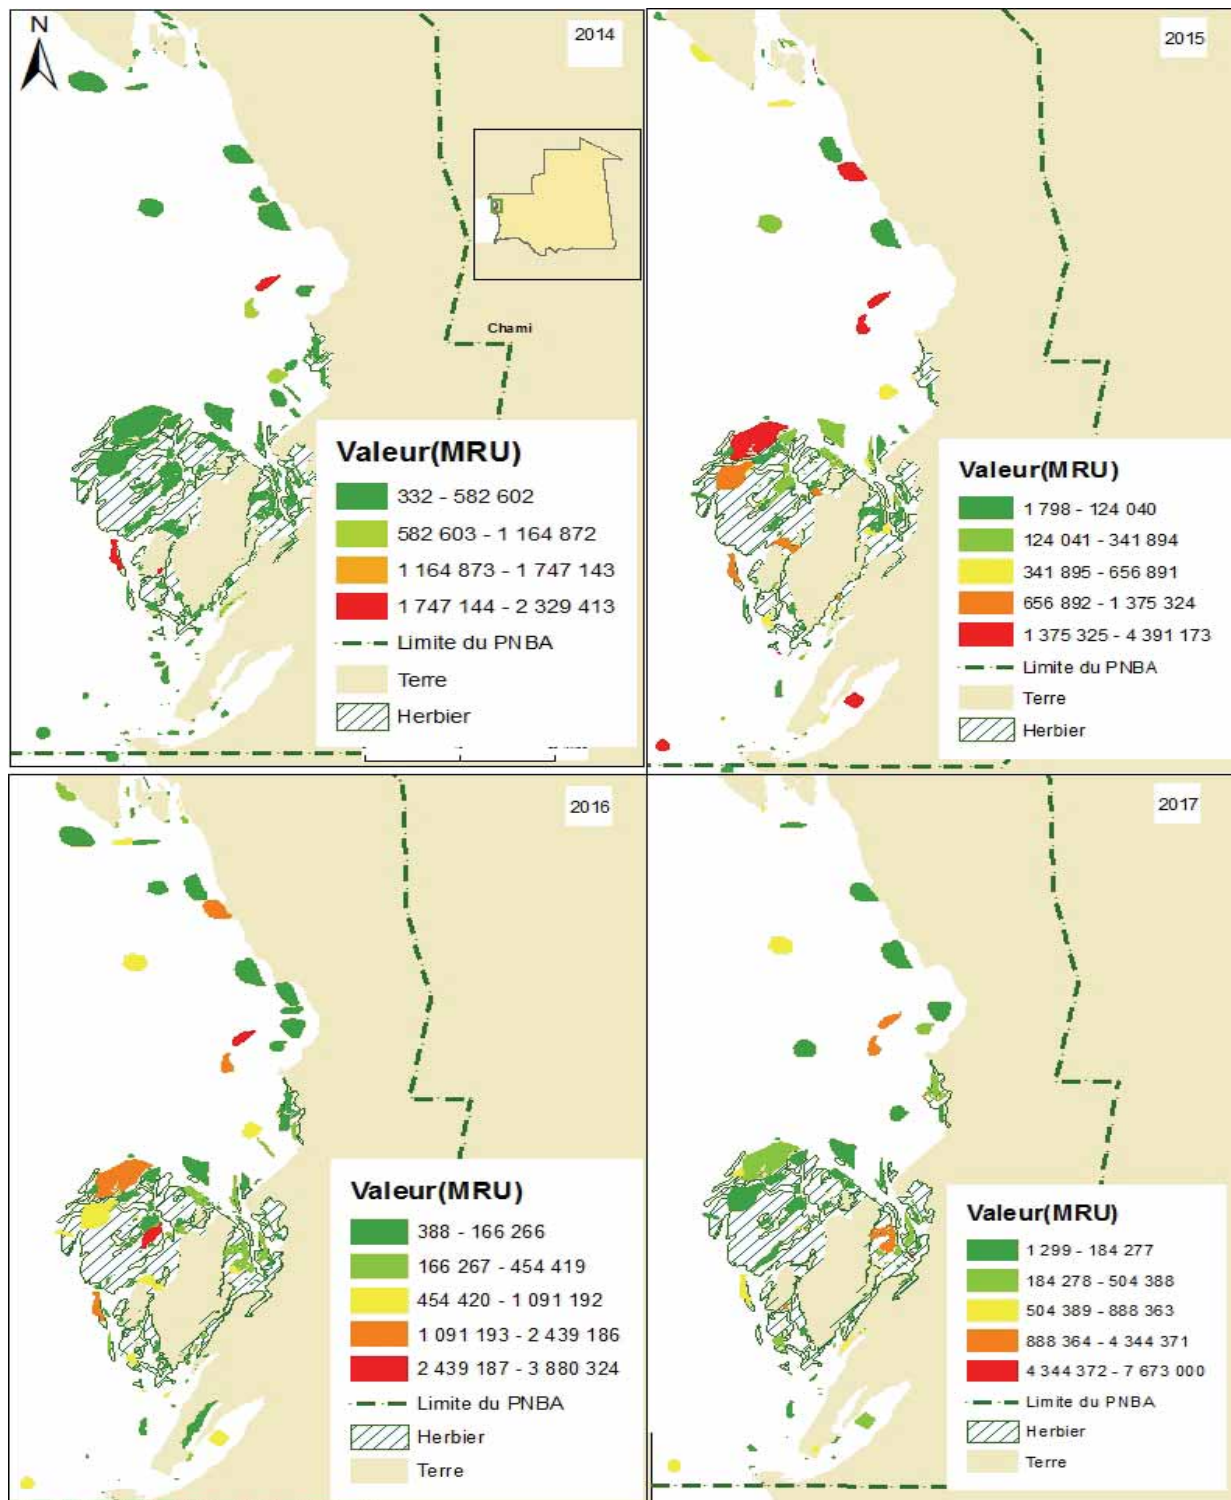 N
2014
Chami
Valeur(MRU)
332 - 582 602
582 603 - 1 164 872
1 164 873 - 1 747 143
1 747 144 - 2 329 413
Limite du PNBA
Terre
Herbier
2015
Valeur(MRU)
1 798 - 124 040
124 041 - 341 894
341 895 - 656 891
656 892 - 1 375 324
1 375 325 - 4 391 173
Limite du PNBA
Terre
Herbier
2016
Valeur(MRU)
388 - 166 266
166 267 - 454 419
454 420 - 1 091 192
1 091 193 - 2 439 186
2 439 187 - 3 880 324
Limite du PNBA
Herbier
Terre
2017
Valeur(MRU)
1 299 - 184 277
184 278 - 504 388
504 389 - 888 363
888 364 - 4 344 371
4 344 372 - 7 673 000
Limite du PNBA
Herbier
Terre